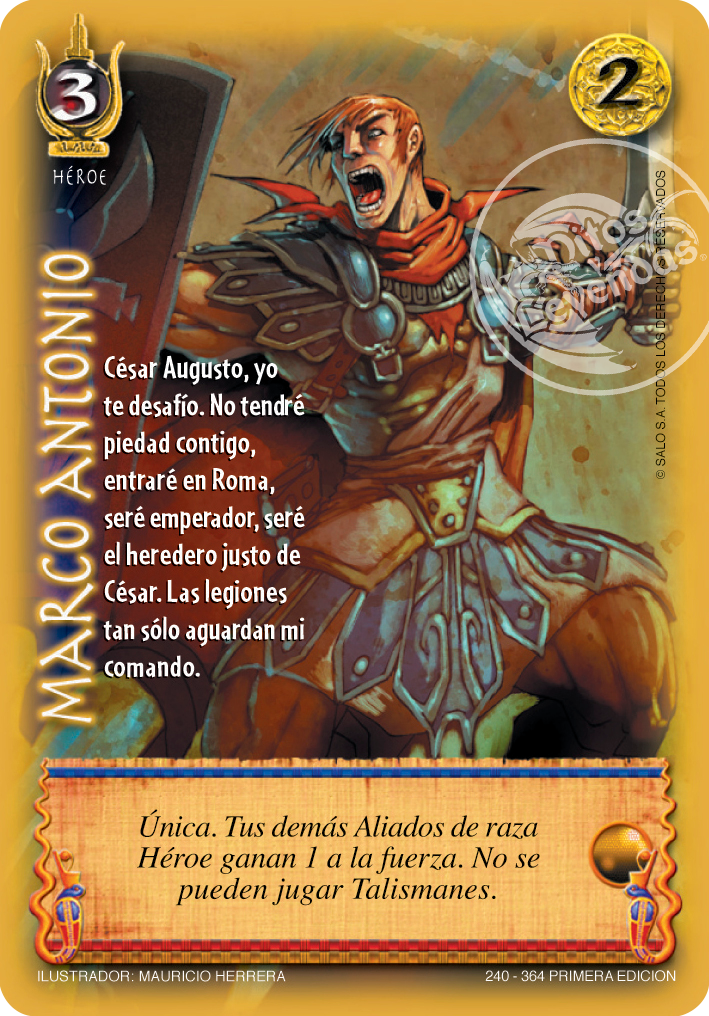 3
2
HÉROE
Mitos
Leyendas
© SALO S.A. TODOS LOS DERECHOS RESERVADOS
MARCO ANTONIO
César Augusto, yo
te desafío. No tendré
piedad contigo,
entraré en Roma,
seré emperador, seré
el heredero justo de
César. Las legiones
tan sólo aguardan mi
comando.
Única. Tus demás Aliados de raza
Héroe ganan 1 a la fuerza. No se
pueden jugar Talismanes.
ILUSTRADOR: MAURICIO HERRERA
240 - 364 PRIMERA EDICION